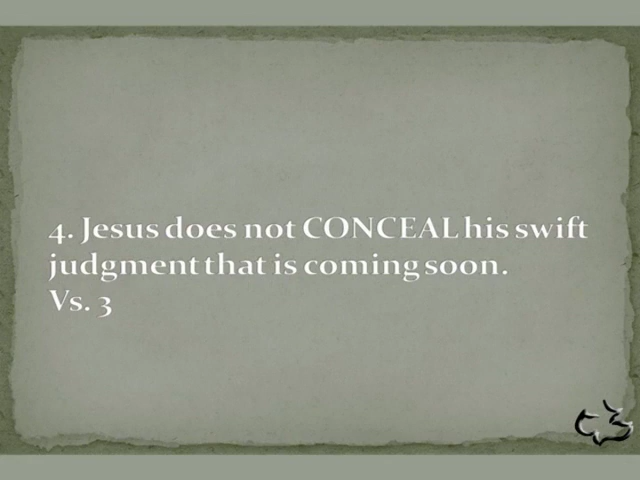 4. Jesus does not CONCEAL his swift
judgment that is coming soon.
Vs. 3